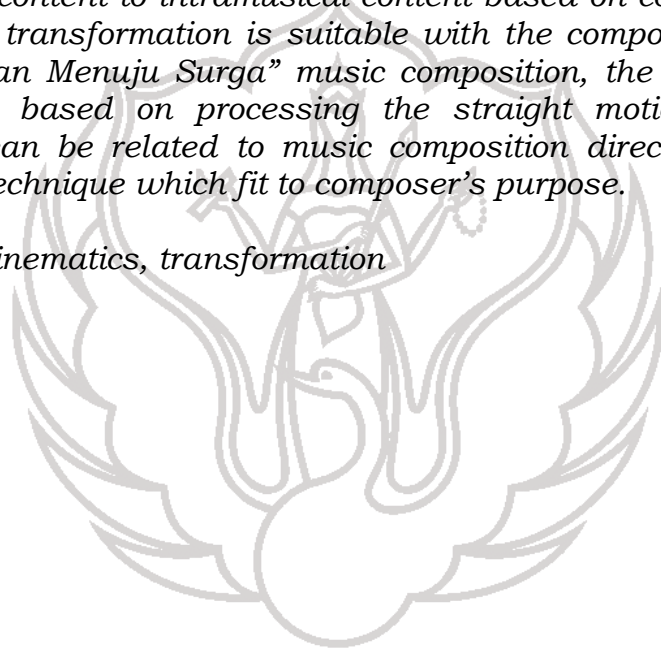 content to intramusical content based on co
transformation is suitable with the compo
an Menuju Surga” music composition, the
based on processing the straight moti
can be related to music composition direc
technique which fit to composer’s purpose.
inematics, transformation